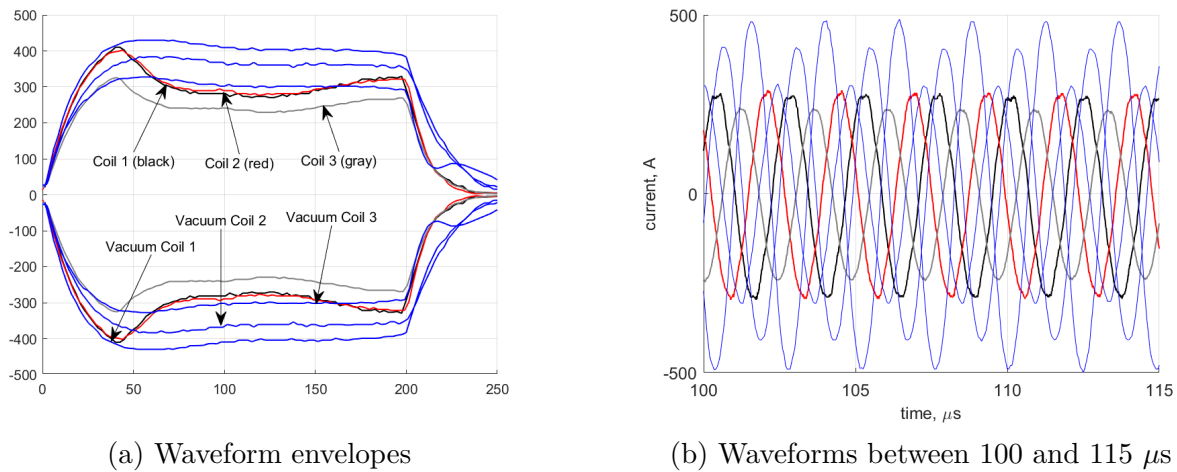 500
400
300
200
100
0
-100
-200
-300
-400
-500
Coil 1 (black)
Coil 2 (red)
Coil 3 (gray)
Vacuum Coil 2
Vacuum Coil 3
Vacuum Coil 1
0 50 100 150 200 250
(a) Waveform envelopes
500
0
-500
current, A
100 105 110 115
time, μs
(b) Waveforms between 100 and 115 μs